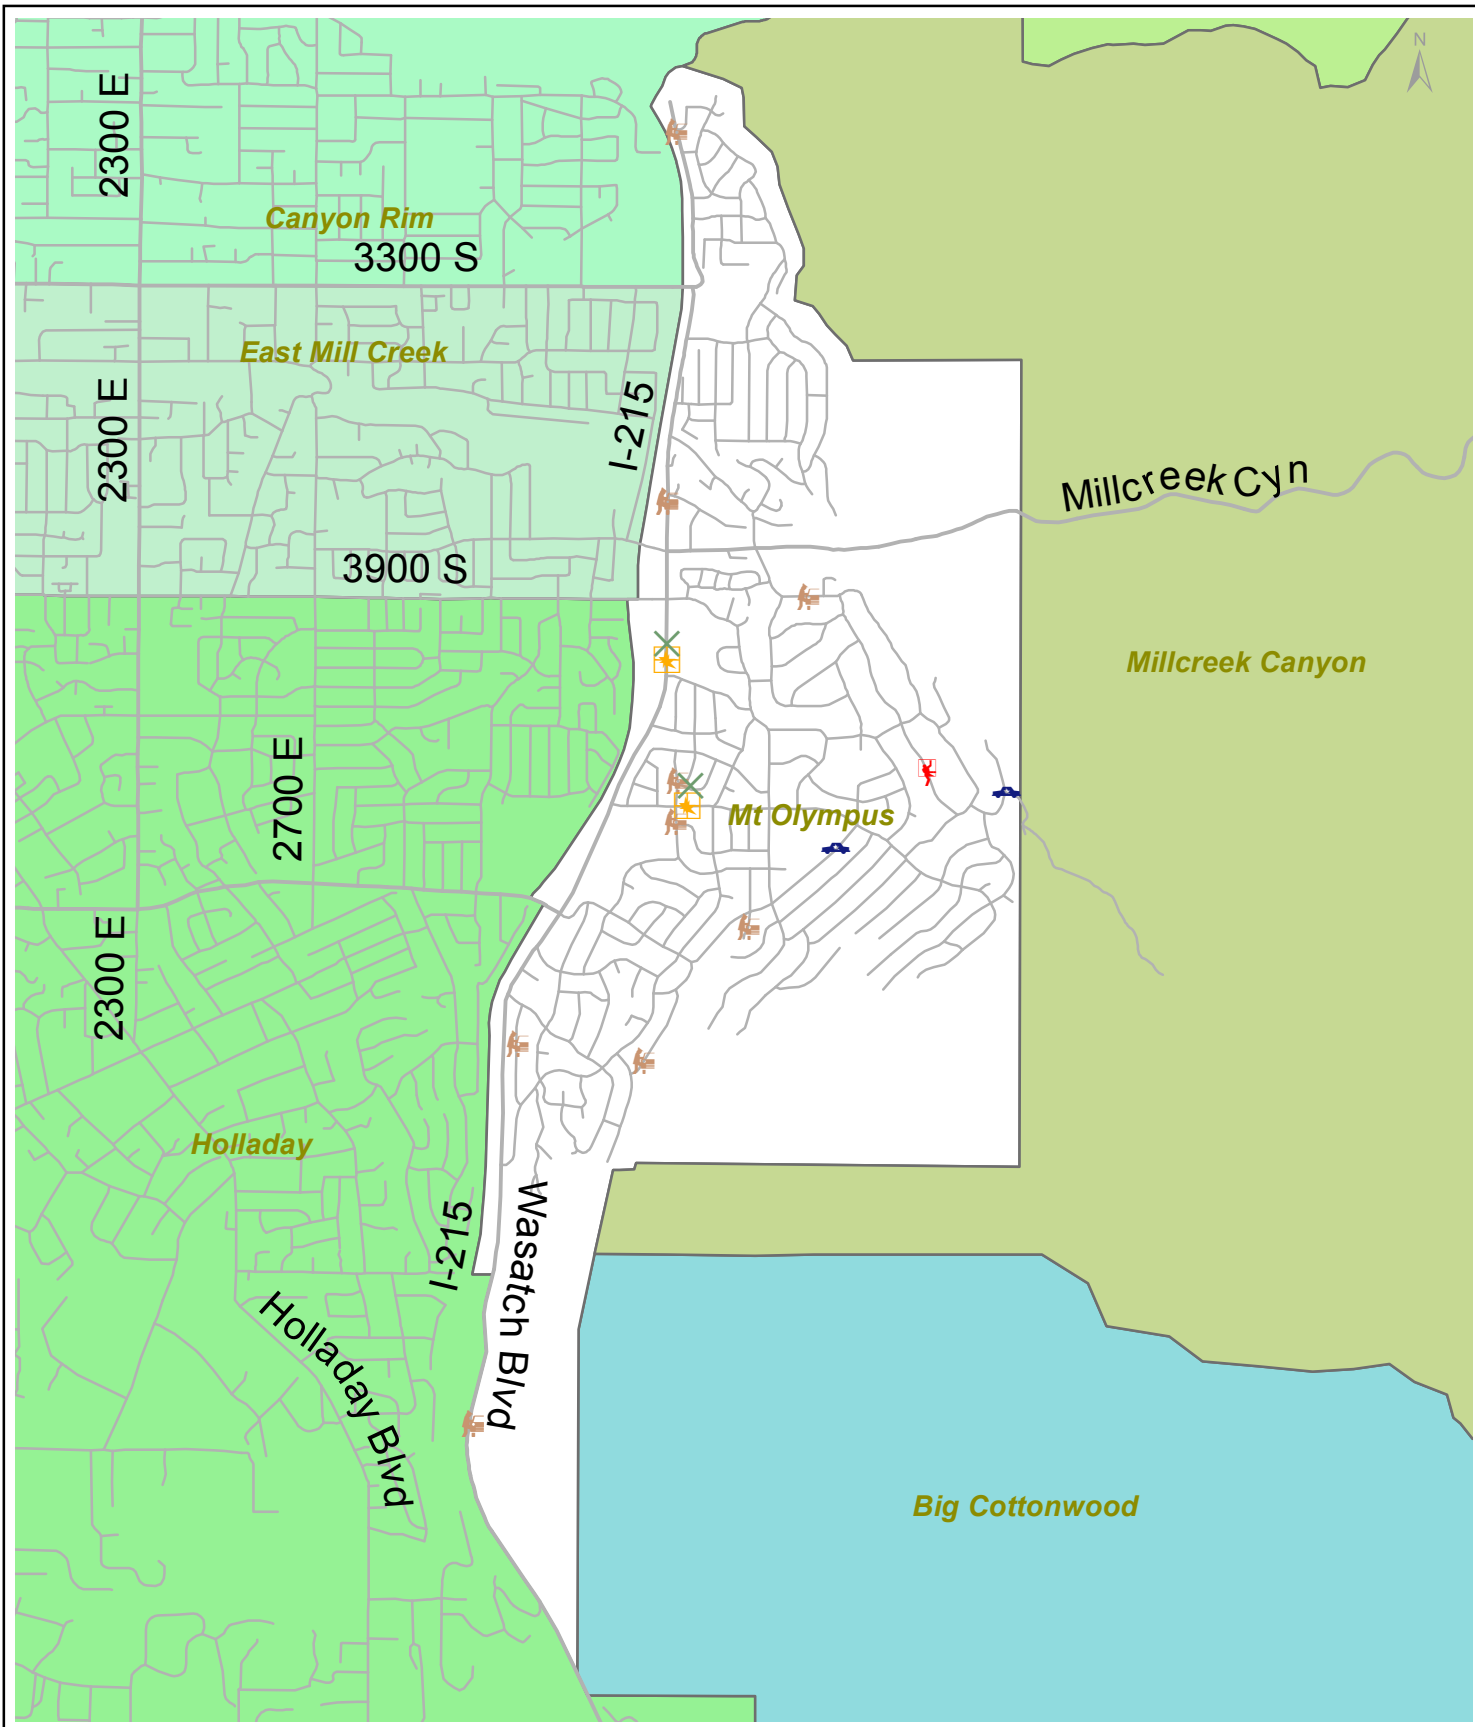 N
2300 E
Canyon Rim
3300 S
East Mill Creek
2300 E
I-215
Millcreek Cyn
3900 S
Millcreek Canyon
2700 E
Mt Olympus
2300 E
Holladay
I-215
Wasatch Blvd
Holladay Blvd
Big Cottonwood